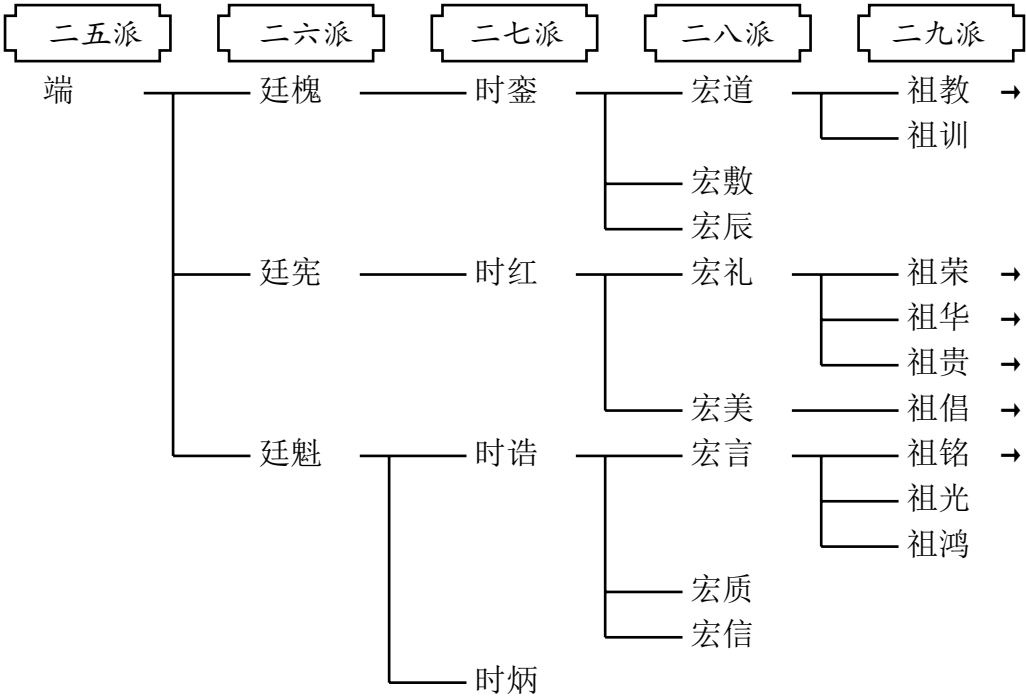 二五派 二六派 二七派 二八派 二九派
端 廷槐 时銮 宏道 祖教
祖训
宏敷
宏辰
廷宪 时红 宏礼 祖荣
祖华
祖贵
宏美 祖倡
廷魁 时诰 宏言 祖铭
祖光
祖鸿
宏质
宏信
时炳